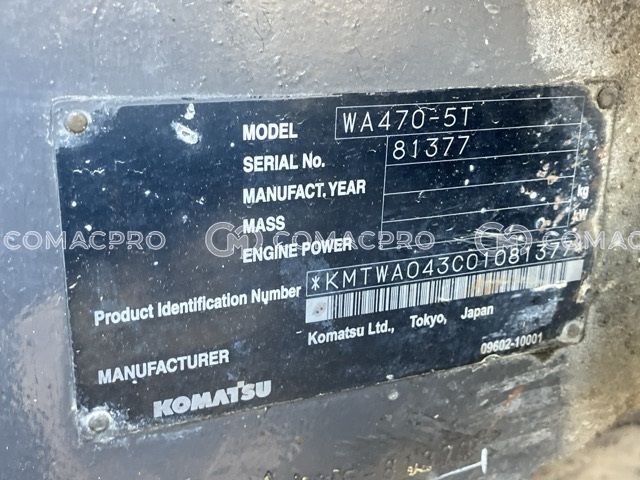 MODEL WA470-5T
SERIAL No. 81377
MANUFACT. YEAR
MASS kg
ENGINE POWER kW
COMACPRO COMACPRO COMACPRO
Product Identification Number *KMTWA043C01081377
MANUFACTURER Komatsu Ltd., Tokyo, Japan
09602-10001
KOMATSU